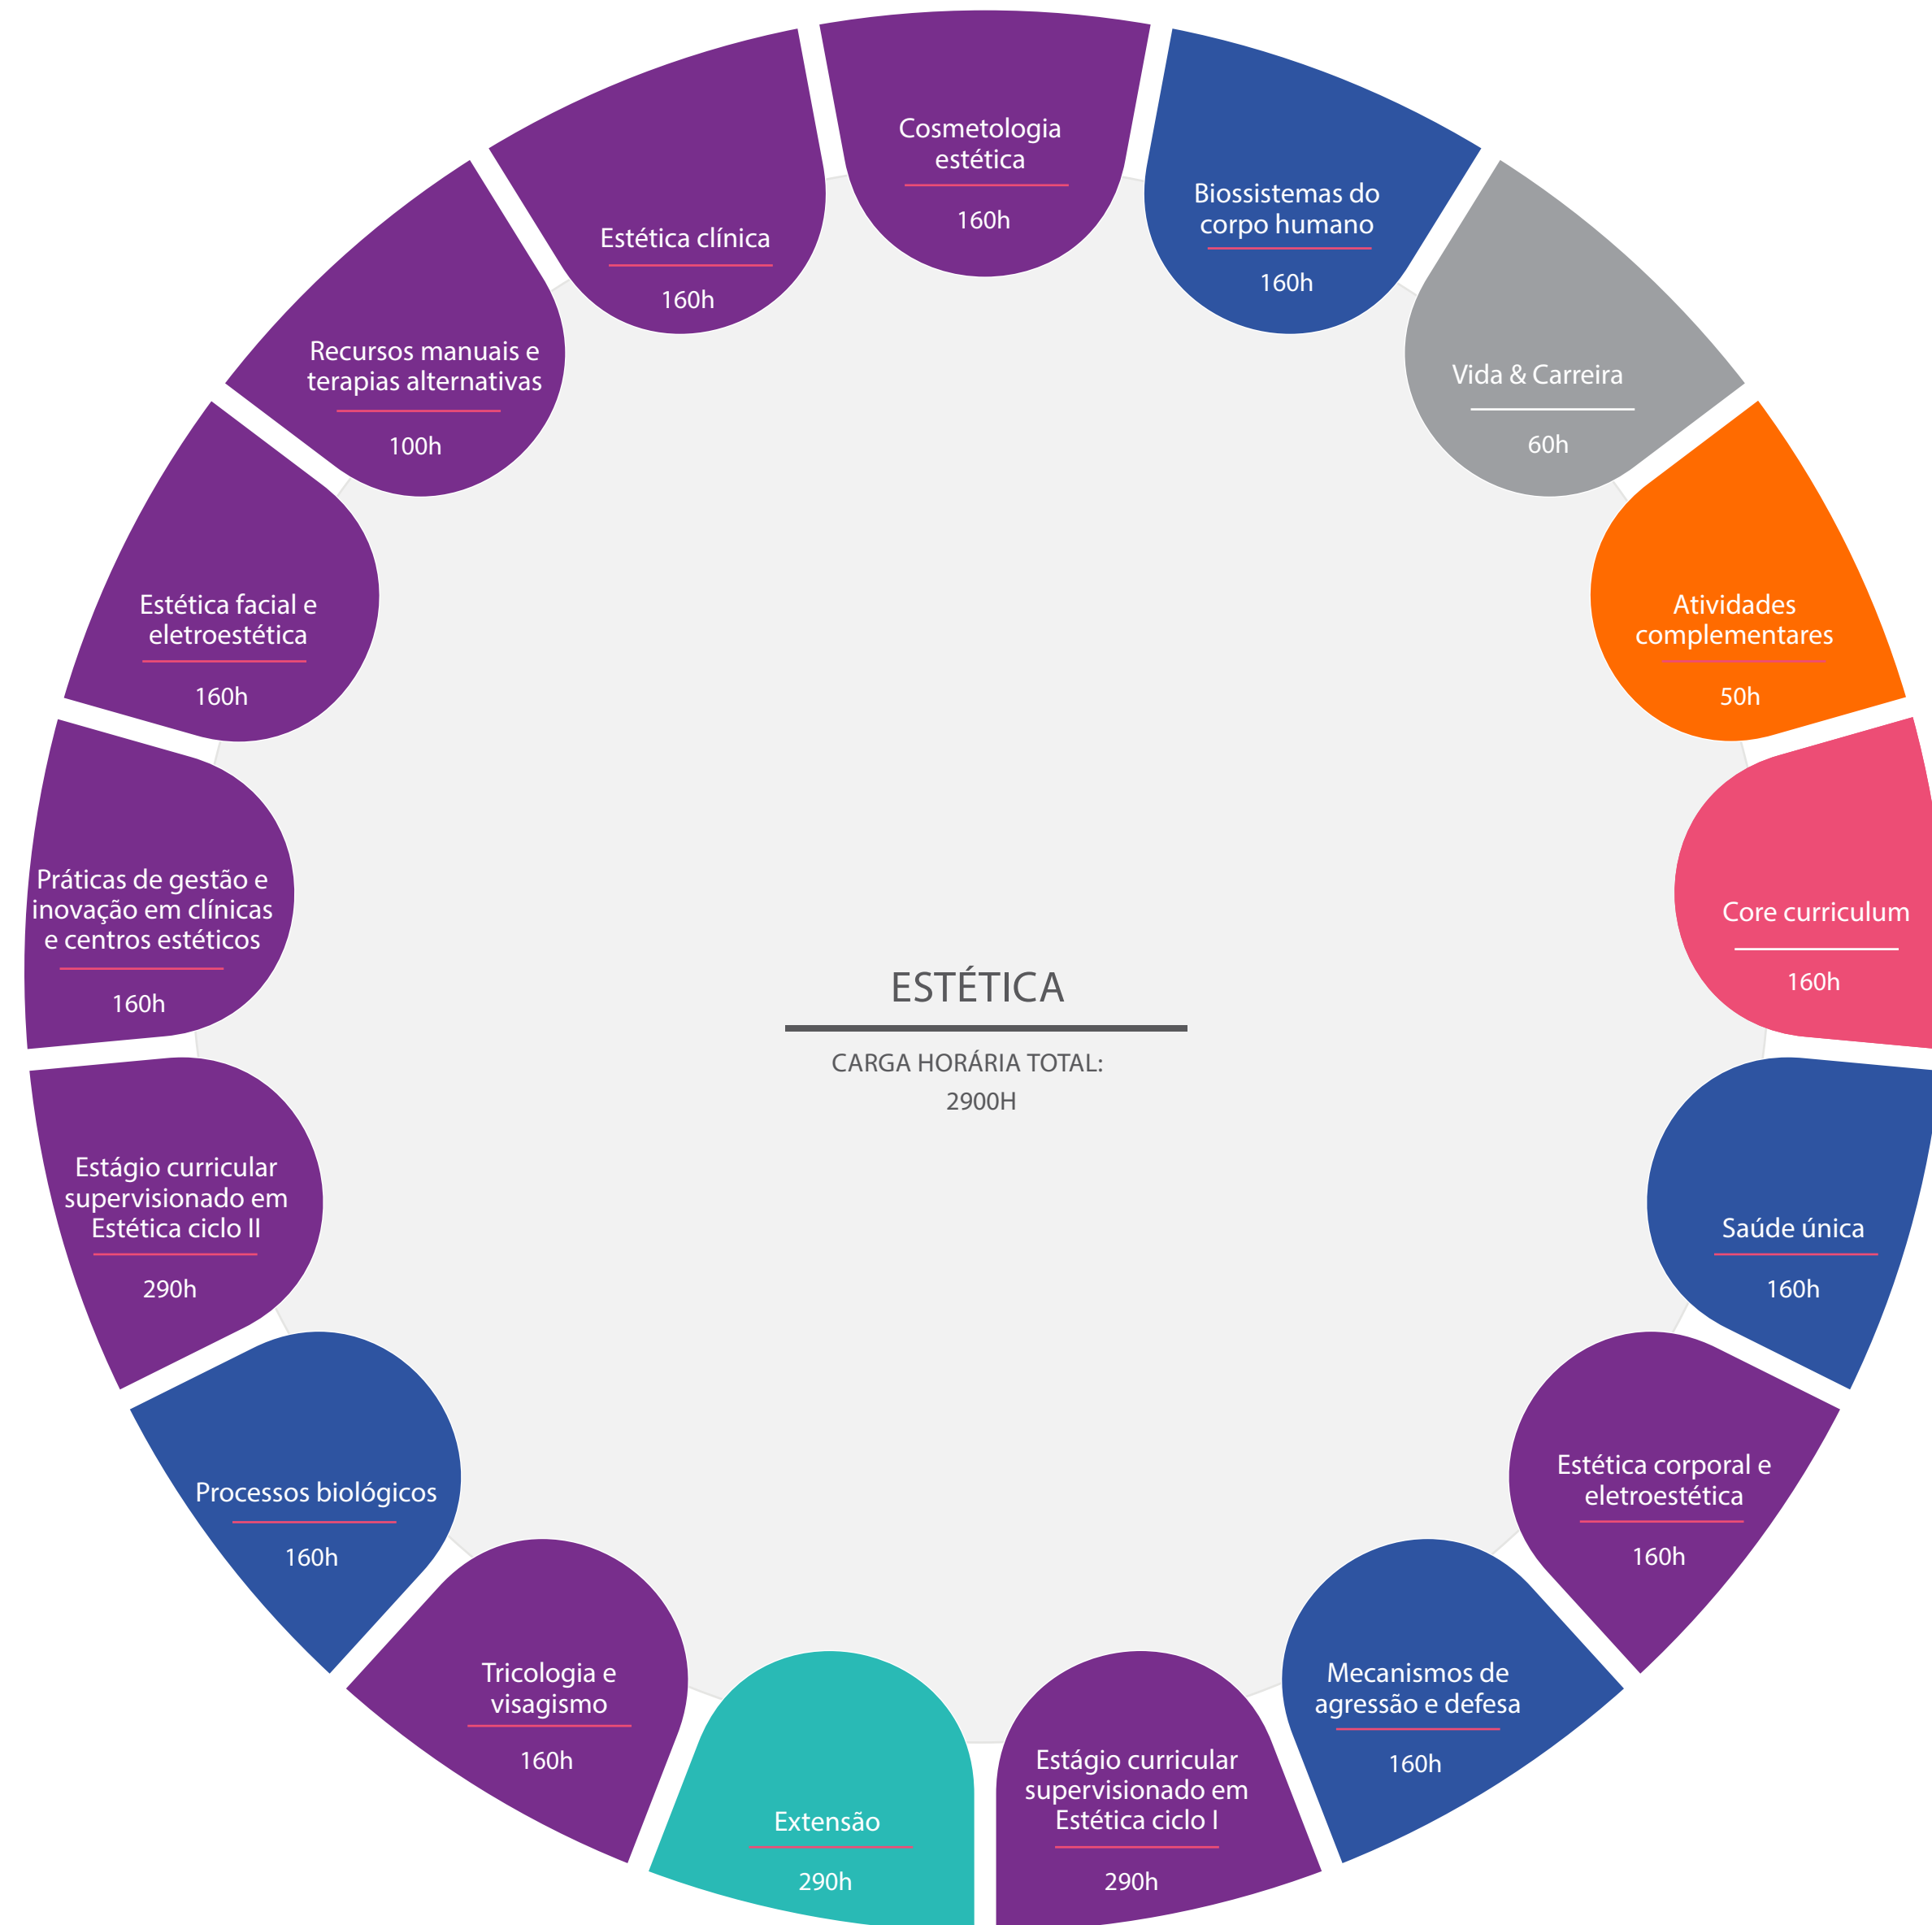 Cosmetologia
estética
160h
Biossistemas do
corpo humano
160h
Vida & Carreira
60h
Atividades
complementares
50h
Core curriculum
160h
Saúde única
160h
Estética corporal e
eletroestética
160h
Mecanismos de
agressão e defesa
160h
Estágio curricular
supervisionado em
Estética ciclo I
290h
Extensão
290h
Tricologia e
visagismo
160h
Processos biológicos
160h
Estágio curricular
supervisionado em
Estética ciclo II
290h
Práticas de gestão e
inovação em clínicas
e centros estéticos
160h
Estética facial e
eletroestética
160h
Recursos manuais e
terapias alternativas
100h
Estética clínica
160h
ESTÉTICA
CARGA HORÁRIA TOTAL:
2900H